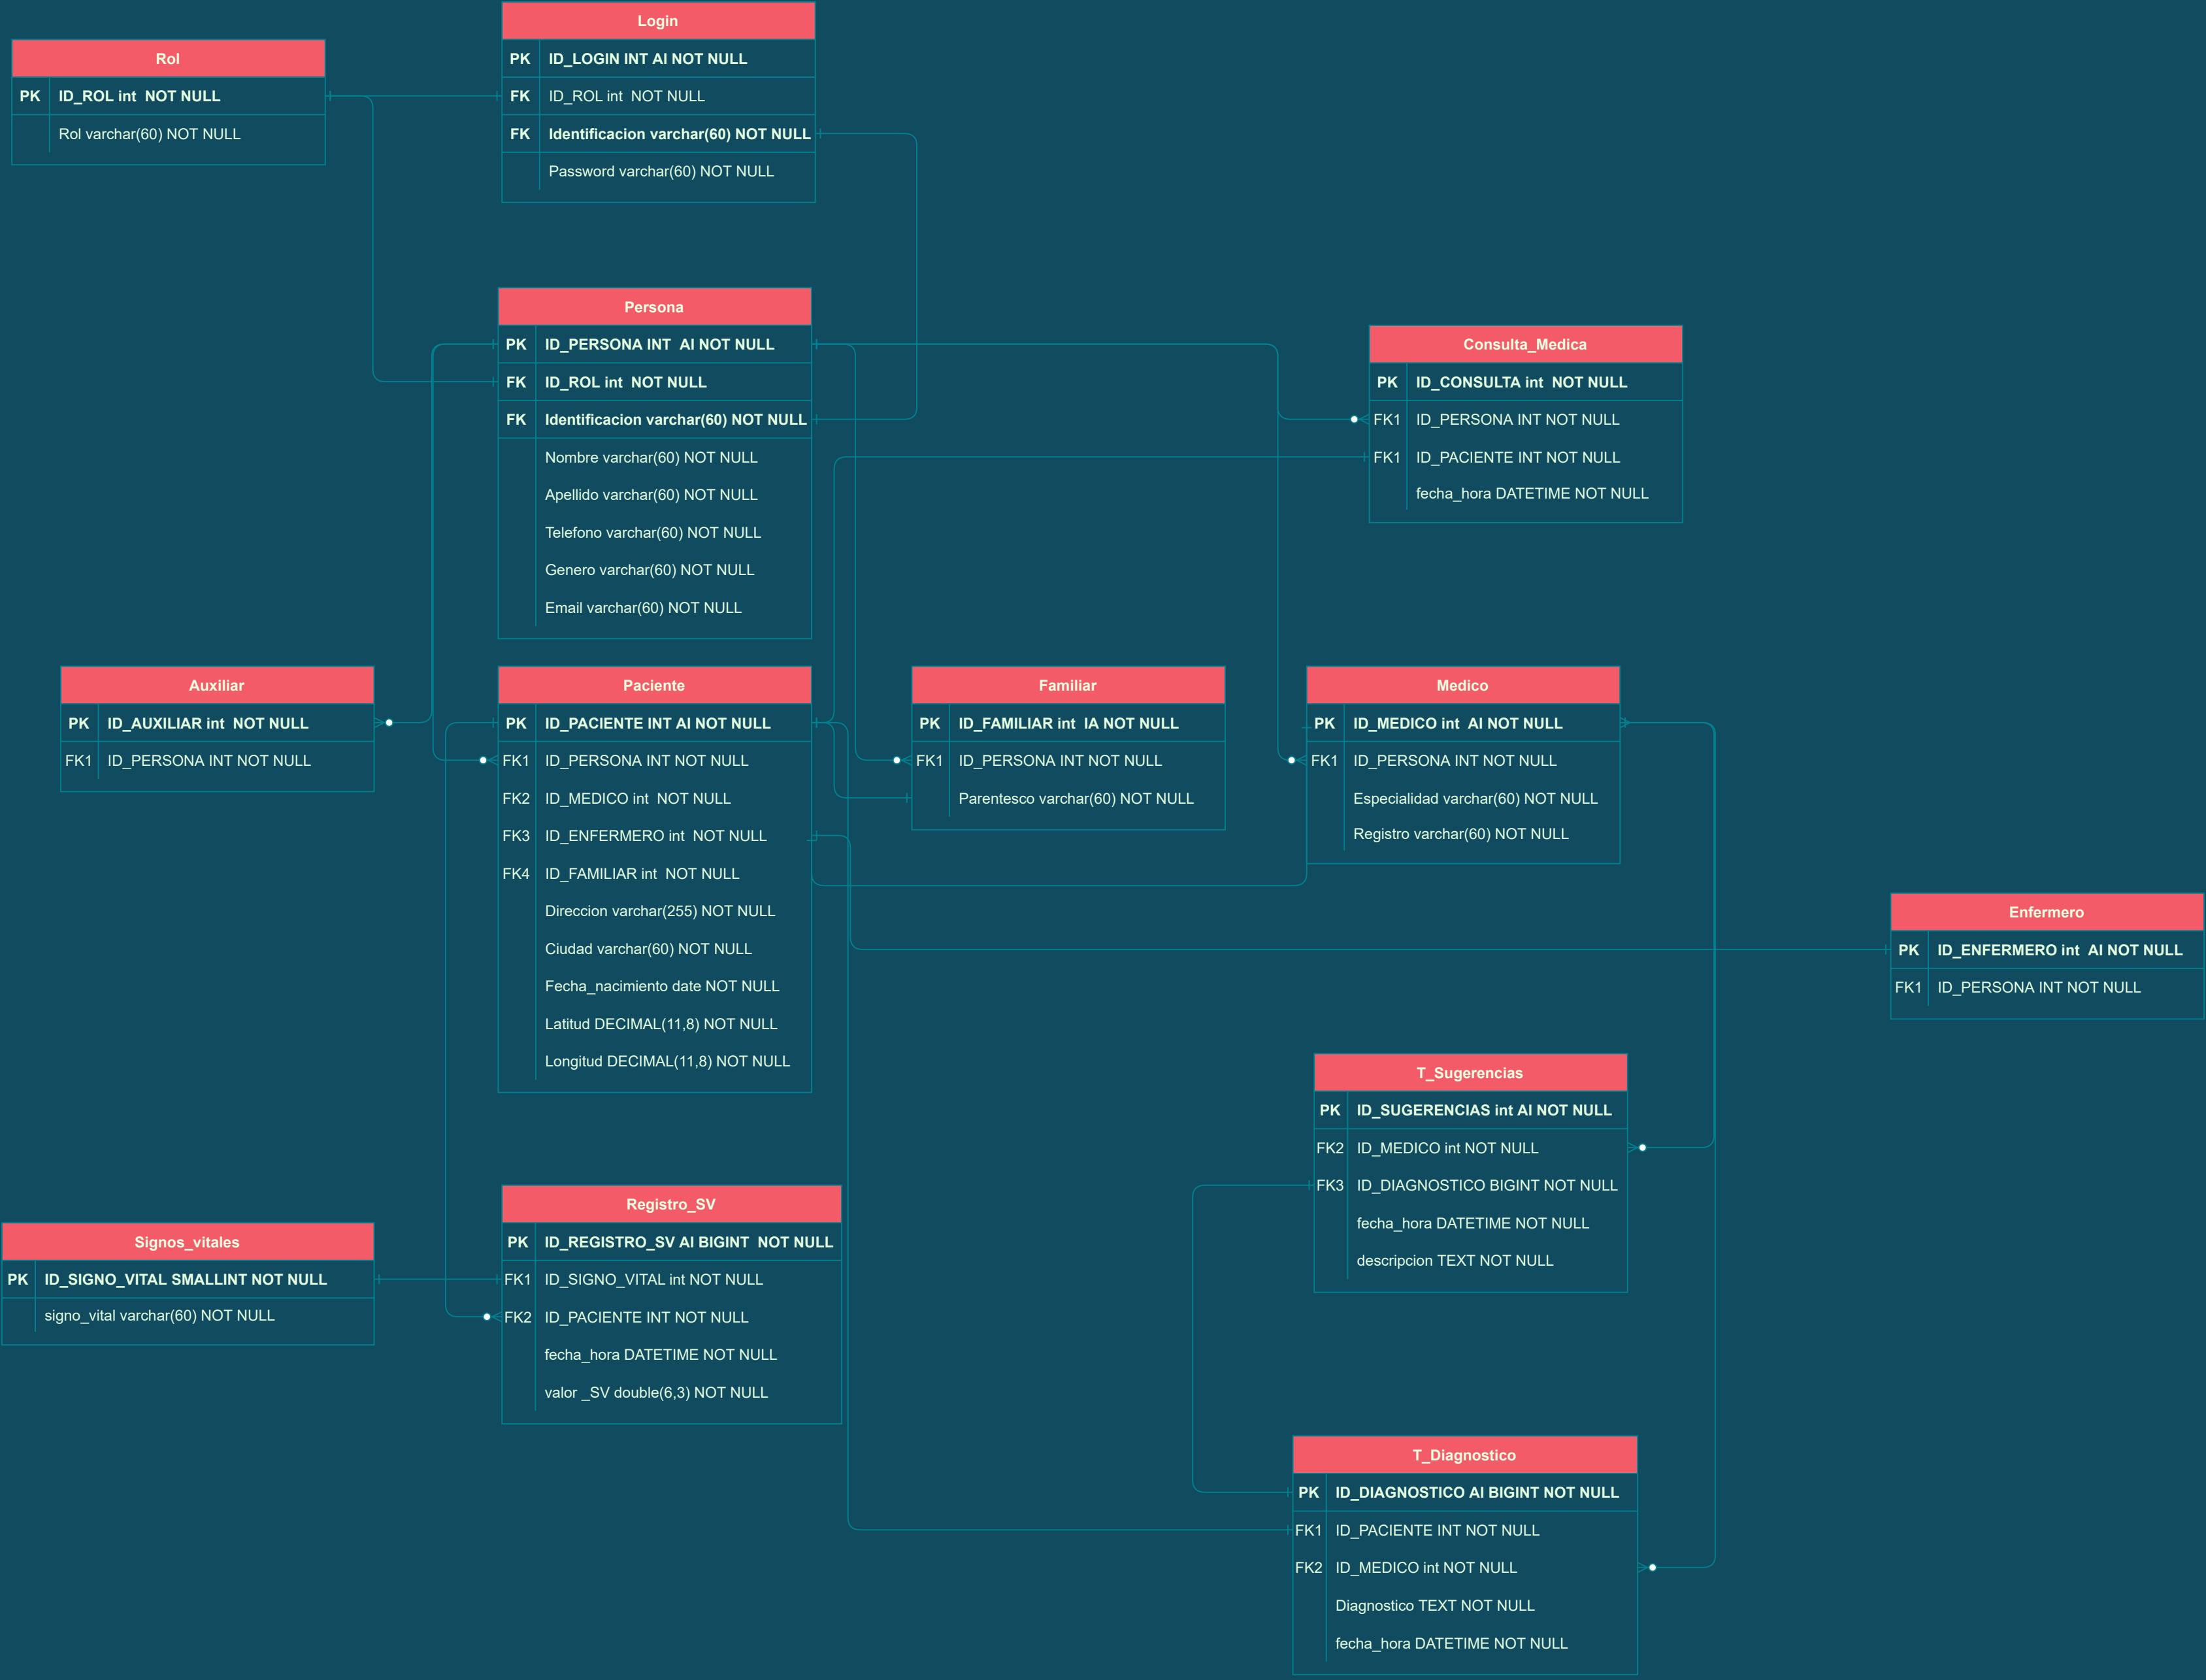 Login
PK ID_LOGIN INT AI NOT NULL
FK ID_ROL int  NOT NULL
FK Identificacion varchar(60) NOT NULL
Password varchar(60) NOT NULL
Rol
PK ID_ROL int  NOT NULL
Rol varchar(60) NOT NULL
Persona
PK ID_PERSONA INT  AI NOT NULL
FK ID_ROL int  NOT NULL
FK Identificacion varchar(60) NOT NULL
Nombre varchar(60) NOT NULL
Apellido varchar(60) NOT NULL
Telefono varchar(60) NOT NULL
Genero varchar(60) NOT NULL
Email varchar(60) NOT NULL
Consulta_Medica
PK ID_CONSULTA int  NOT NULL
FK1 ID_PERSONA INT NOT NULL
FK1 ID_PACIENTE INT NOT NULL
fecha_hora DATETIME NOT NULL
Auxiliar
PK ID_AUXILIAR int  NOT NULL
FK1 ID_PERSONA INT NOT NULL
Paciente
PK ID_PACIENTE INT AI NOT NULL
FK1 ID_PERSONA INT NOT NULL
FK2 ID_MEDICO int  NOT NULL
FK3 ID_ENFERMERO int  NOT NULL
FK4 ID_FAMILIAR int  NOT NULL
Direccion varchar(255) NOT NULL
Ciudad varchar(60) NOT NULL
Fecha_nacimiento date NOT NULL
Latitud DECIMAL(11,8) NOT NULL
Longitud DECIMAL(11,8) NOT NULL
Familiar
PK ID_FAMILIAR int  IA NOT NULL
FK1 ID_PERSONA INT NOT NULL
Parentesco varchar(60) NOT NULL
Medico
PK ID_MEDICO int  AI NOT NULL
FK1 ID_PERSONA INT NOT NULL
Especialidad varchar(60) NOT NULL
Registro varchar(60) NOT NULL
Enfermero
PK ID_ENFERMERO int  AI NOT NULL
FK1 ID_PERSONA INT NOT NULL
T_Sugerencias
PK ID_SUGERENCIAS int AI NOT NULL
FK2 ID_MEDICO int NOT NULL
FK3 ID_DIAGNOSTICO BIGINT NOT NULL
fecha_hora DATETIME NOT NULL
descripcion TEXT NOT NULL
Signos_vitales
PK ID_SIGNO_VITAL SMALLINT NOT NULL
signo_vital varchar(60) NOT NULL
Registro_SV
PK ID_REGISTRO_SV AI BIGINT  NOT NULL
FK1 ID_SIGNO_VITAL int NOT NULL
FK2 ID_PACIENTE INT NOT NULL
fecha_hora DATETIME NOT NULL
valor _SV double(6,3) NOT NULL
T_Diagnostico
PK ID_DIAGNOSTICO AI BIGINT NOT NULL
FK1 ID_PACIENTE INT NOT NULL
FK2 ID_MEDICO int NOT NULL
Diagnostico TEXT NOT NULL
fecha_hora DATETIME NOT NULL